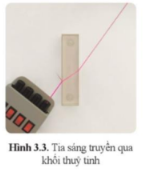 Hình 3.3. Tia sáng truyền qua
khối thuỷ tinh